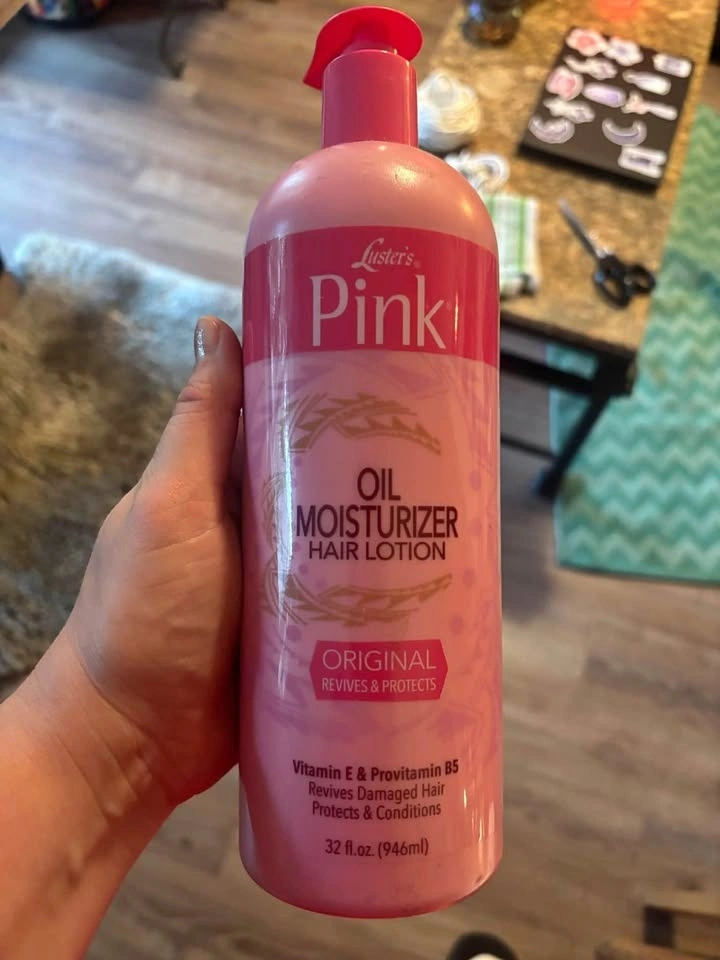 Luster's®
Pink®
OIL
MOISTURIZER
HAIR LOTION
ORIGINAL
REVIVES & PROTECTS
Vitamin E & Provitamin B5
Revives Damaged Hair
Protects & Conditions
32 fl.oz. (946ml)